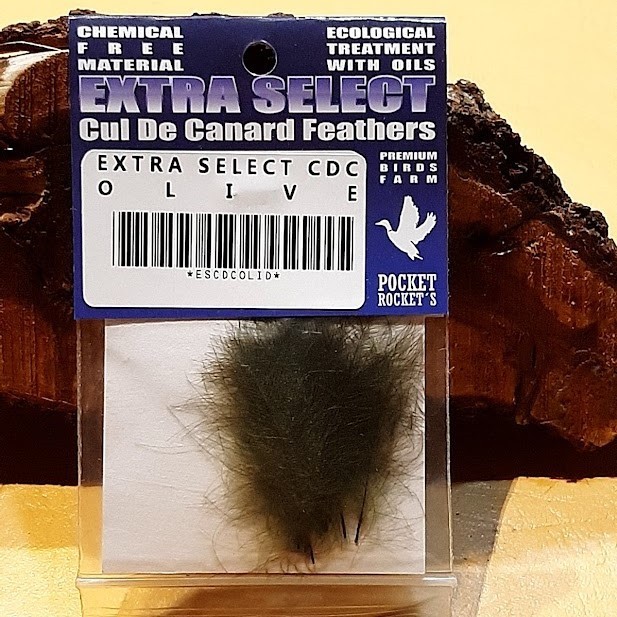 CHEMICAL
FREE
MATERIAL
ECOLOGICAL
TREATMENT
WITH OILS
EXTRA SELECT
Cul De Canard Feathers
EXTRA SELECT CDC
OLIVE
*ESCDCOLID*
PREMIUM
BIRDS
FARM
POCKET
ROCKET´S